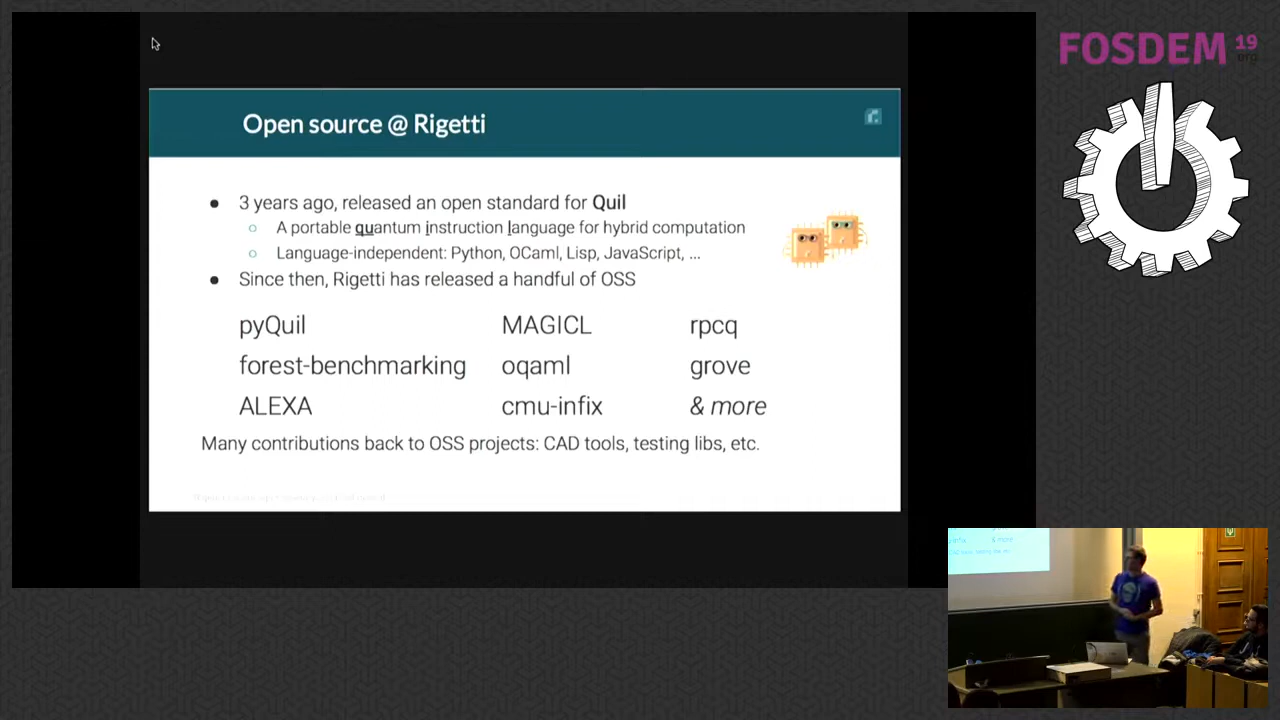 FOSDEM 19
.org
Open source @ Rigetti
3 years ago, released an open standard for Quil
A portable quantum instruction language for hybrid computation
Language-independent: Python, OCaml, Lisp, JavaScript, ...
Since then, Rigetti has released a handful of OSS
pyQuil MAGICL rpcq
forest-benchmarking oqaml grove
ALEXA cmu-infix & more
Many contributions back to OSS projects: CAD tools, testing libs, etc.
& more